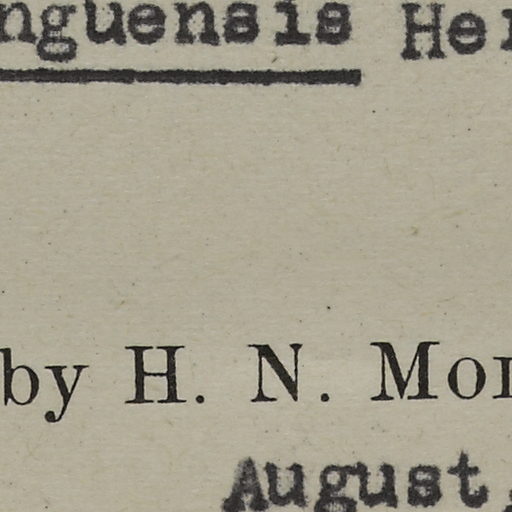 nguensis He
by H. N. Mo
August